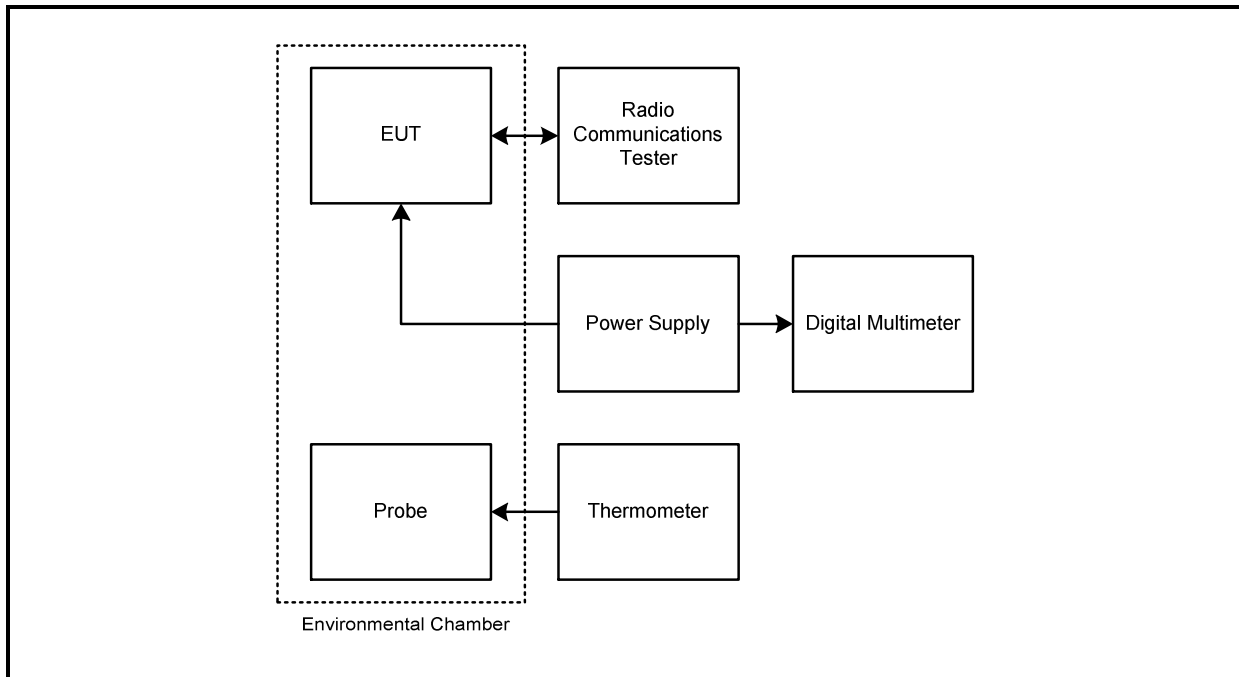 EUT
Radio
Communications
Tester
Power Supply
Digital Multimeter
Probe
Thermometer
Environmental Chamber